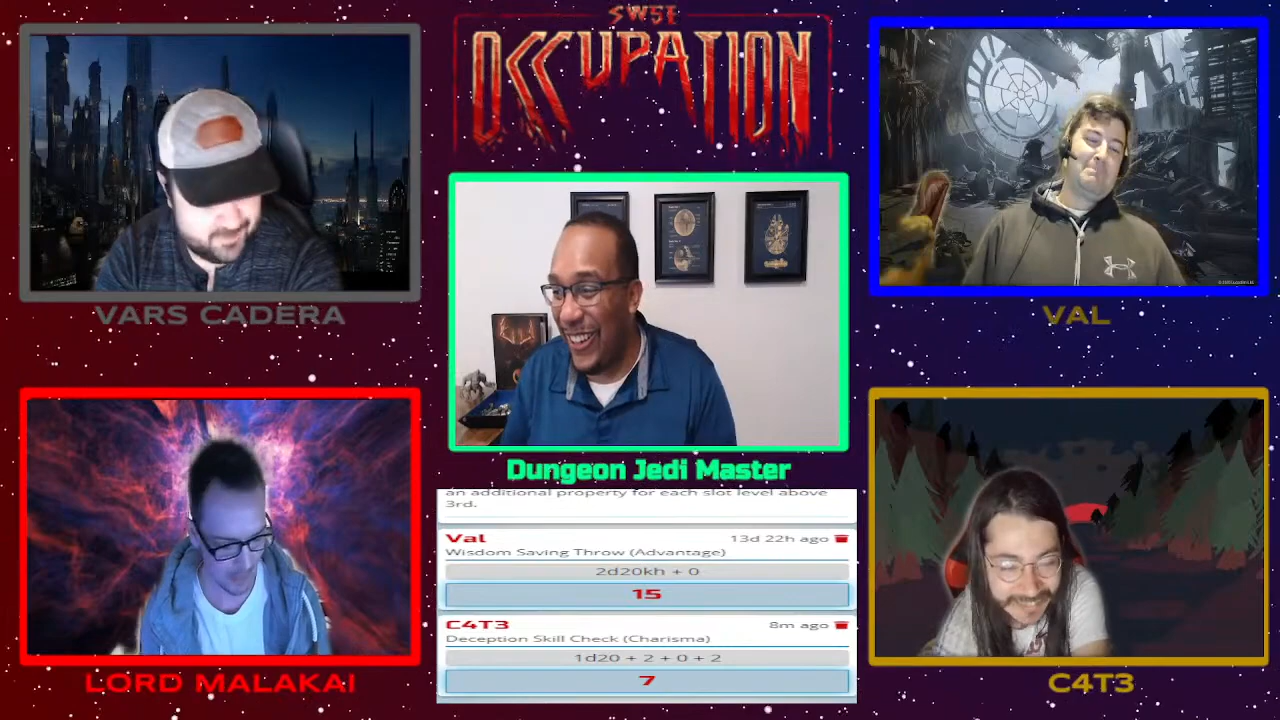 SW5E
OCCUPATION
VARS CADERA
VAL
Dungeon Jedi Master
an additional property for each slot level above
3rd.
Val
13d 22h ago
Wisdom Saving Throw (Advantage)
2d20kh + 0
15
C4T3
8m ago
Deception Skill Check (Charisma)
1d20 + 2 + 0 + 2
7
LORD MALAKAI
C4T3